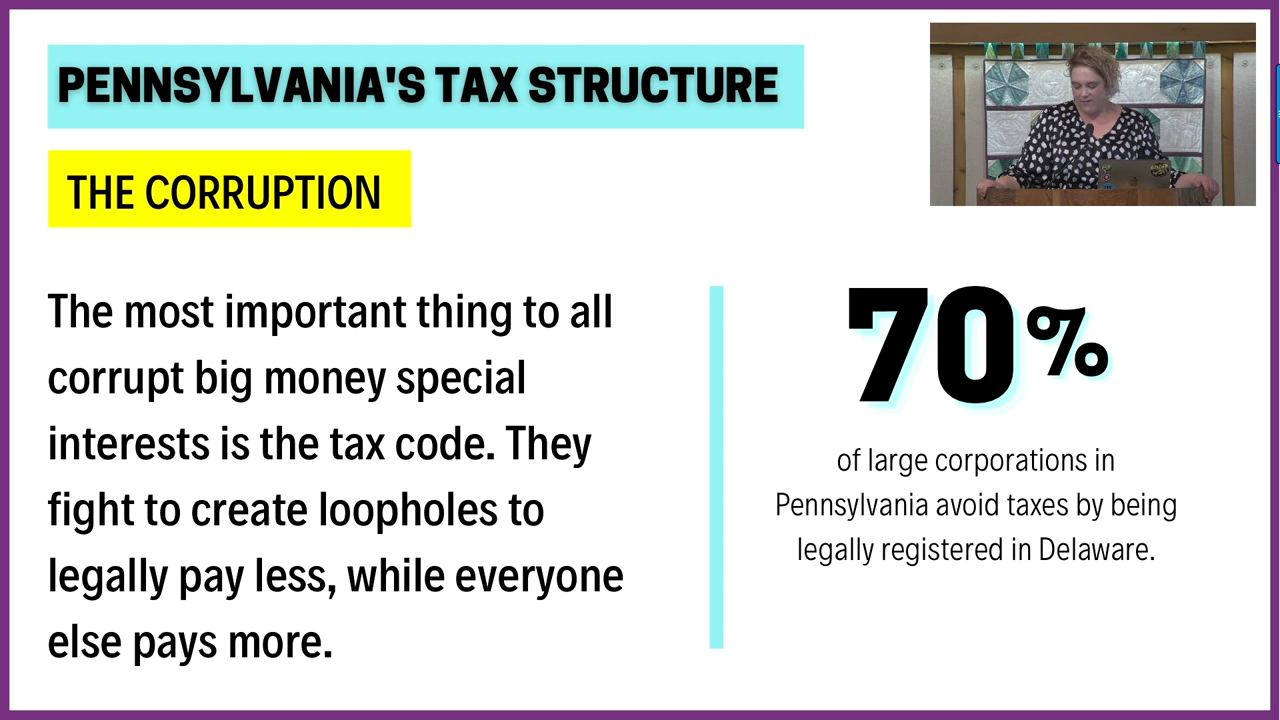 PENNSYLVANIA'S TAX STRUCTURE
THE CORRUPTION
The most important thing to all
corrupt big money special
interests is the tax code. They
fight to create loopholes to
legally pay less, while everyone
else pays more.
70%
of large corporations in
Pennsylvania avoid taxes by being
legally registered in Delaware.